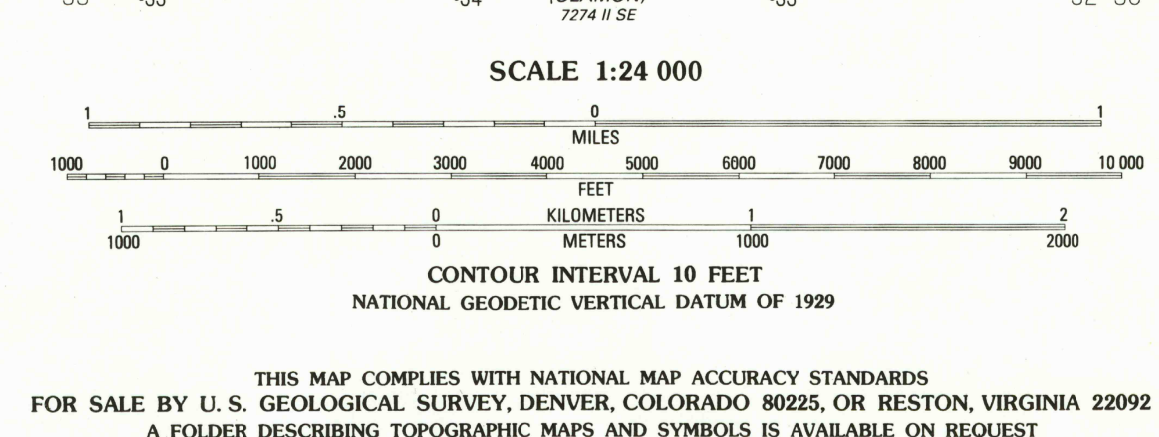 7274 II SE
SCALE 1:24 000
1 .5 0 1
MILES
1000 0 1000 2000 3000 4000 5000 6000 7000 8000 9000 10 000
FEET
1 .5 0 KILOMETERS 1 2
1000 0 METERS 1000 2000
CONTOUR INTERVAL 10 FEET
NATIONAL GEODETIC VERTICAL DATUM OF 1929
THIS MAP COMPLIES WITH NATIONAL MAP ACCURACY STANDARDS
FOR SALE BY U. S. GEOLOGICAL SURVEY, DENVER, COLORADO 80225, OR RESTON, VIRGINIA 22092
A FOLDER DESCRIBING TOPOGRAPHIC MAPS AND SYMBOLS IS AVAILABLE ON REQUEST